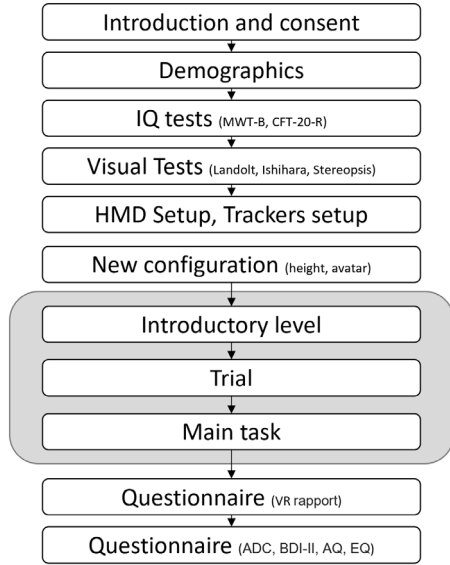 Introduction and consent
Demographics
IQ tests (MWT-B, CFT-20-R)
Visual Tests (Landolt, Ishihara, Stereopsis)
HMD Setup, Trackers setup
New configuration (height, avatar)
Introductory level
Trial
Main task
Questionnaire (VR rapport)
Questionnaire (ADC, BDI-II, AQ, EQ)